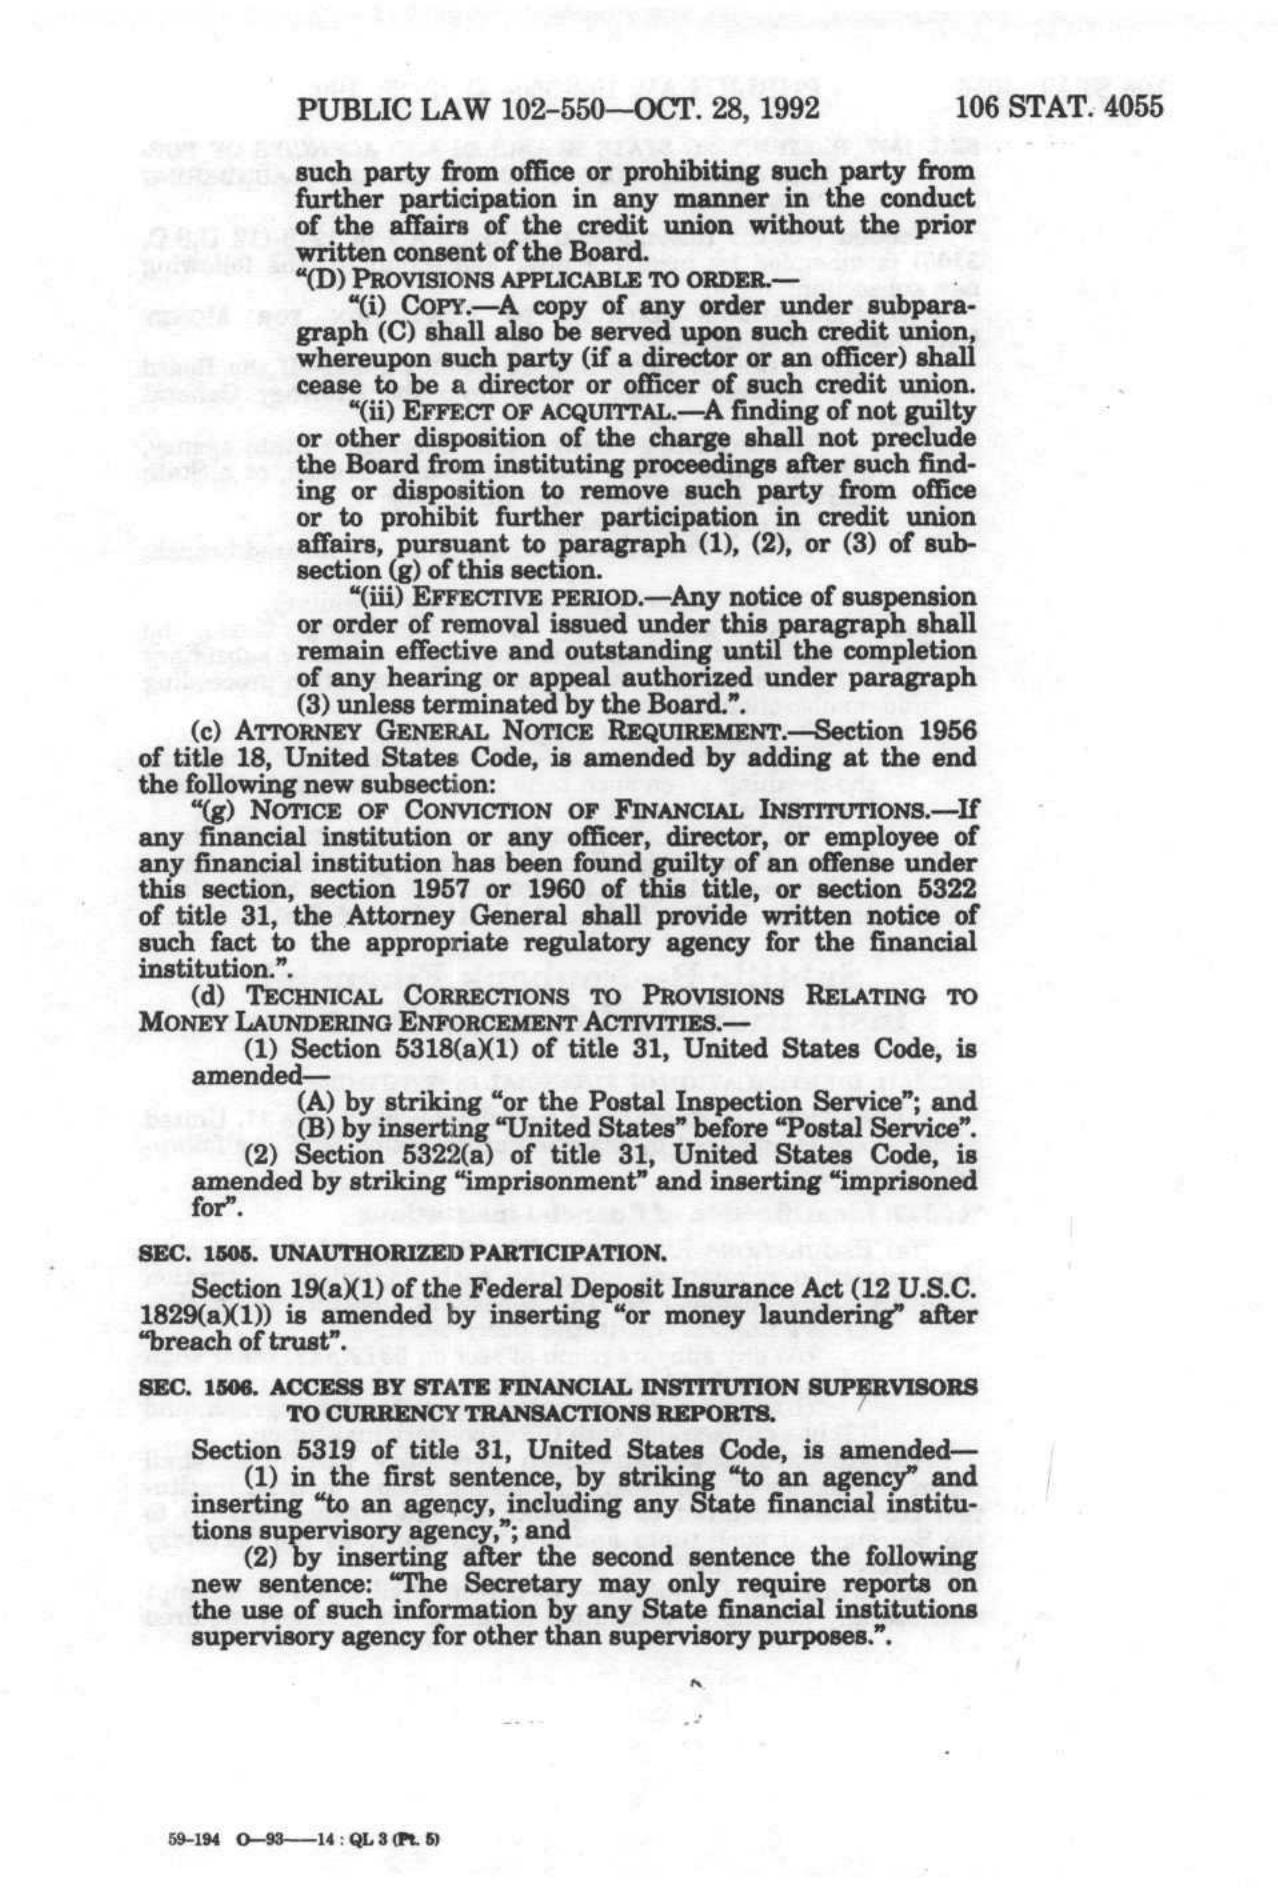 PUBLIC LAW 102–550—OCT. 28, 1992 106 STAT. 4055
such party from office or prohibiting such party from
further participation in any manner in the conduct
of the affairs of the credit union without the prior
written consent of the Board.
“(D) PROVISIONS APPLICABLE TO ORDER.—
“(i) COPY.—A copy of any order under subpara-
graph (C) shall also be served upon such credit union,
whereupon such party (if a director or an officer) shall
cease to be a director or officer of such credit union.
“(ii) EFFECT OF ACQUITTAL.—A finding of not guilty
or other disposition of the charge shall not preclude
the Board from instituting proceedings after such find-
ing or disposition to remove such party from office
or to prohibit further participation in credit union
affairs, pursuant to paragraph (1), (2), or (3) of sub-
section (g) of this section.
“(iii) EFFECTIVE PERIOD.—Any notice of suspension
or order of removal issued under this paragraph shall
remain effective and outstanding until the completion
of any hearing or appeal authorized under paragraph
(3) unless terminated by the Board.”.
(c) ATTORNEY GENERAL NOTICE REQUIREMENT.—Section 1956
of title 18, United States Code, is amended by adding at the end
the following new subsection:
“(g) NOTICE OF CONVICTION OF FINANCIAL INSTITUTIONS.—If
any financial institution or any officer, director, or employee of
any financial institution has been found guilty of an offense under
this section, section 1957 or 1960 of this title, or section 5322
of title 31, the Attorney General shall provide written notice of
such fact to the appropriate regulatory agency for the financial
institution.”.
(d) TECHNICAL CORRECTIONS TO PROVISIONS RELATING TO
MONEY LAUNDERING ENFORCEMENT ACTIVITIES.—
(1) Section 5318(a)(1) of title 31, United States Code, is
amended—
(A) by striking “or the Postal Inspection Service”; and
(B) by inserting “United States” before “Postal Service”.
(2) Section 5322(a) of title 31, United States Code, is
amended by striking “imprisonment” and inserting “imprisoned
for”.
SEC. 1505. UNAUTHORIZED PARTICIPATION.
Section 19(a)(1) of the Federal Deposit Insurance Act (12 U.S.C.
1829(a)(1)) is amended by inserting “or money laundering” after
“breach of trust”.
SEC. 1506. ACCESS BY STATE FINANCIAL INSTITUTION SUPERVISORS
TO CURRENCY TRANSACTIONS REPORTS.
Section 5319 of title 31, United States Code, is amended—
(1) in the first sentence, by striking “to an agency” and
inserting “to an agency, including any State financial institu-
tions supervisory agency,”; and
(2) by inserting after the second sentence the following
new sentence: “The Secretary may only require reports on
the use of such information by any State financial institutions
supervisory agency for other than supervisory purposes.”.
59–194 O—93——14 : QL 3 (Pt. 5)